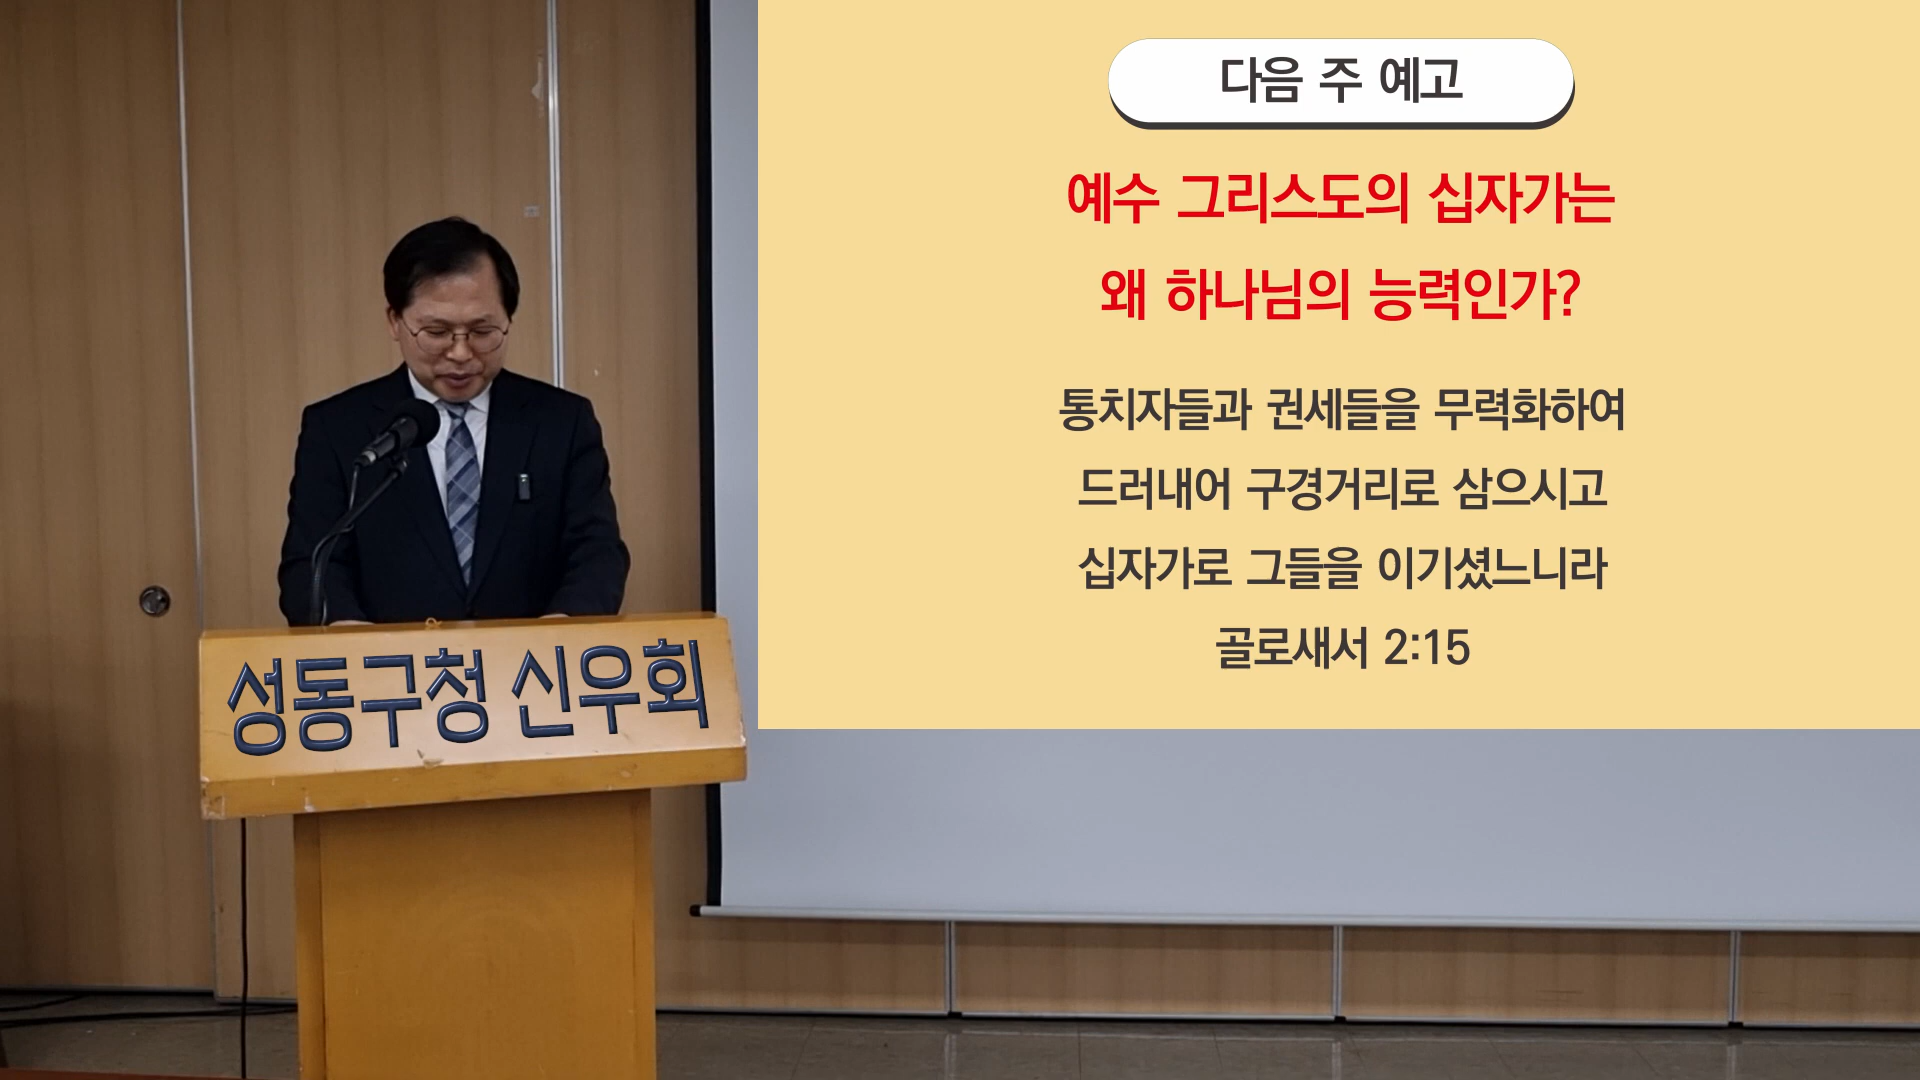 다음 주 예고
예수 그리스도의 십자가는
왜 하나님의 능력인가?
통치자들과 권세들을 무력화하여
드러내어 구경거리로 삼으시고
십자가로 그들을 이기셨느니라
골로새서 2:15
성동구청 신우회